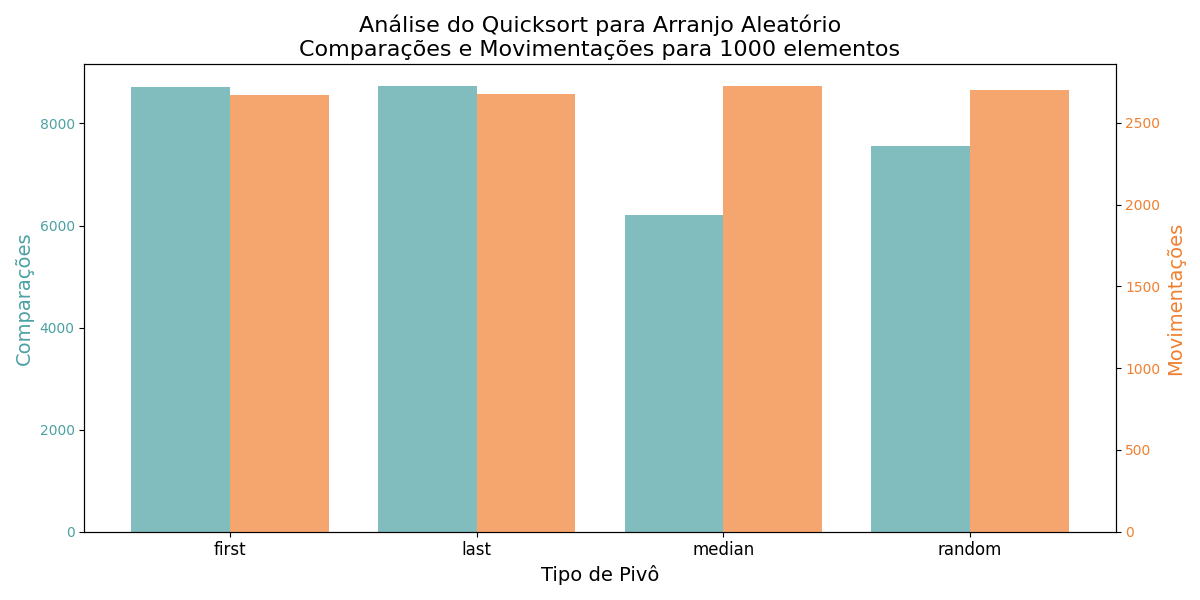 Análise do Quicksort para Arranjo Aleatório
Comparações e Movimentações para 1000 elementos
Comparações
8000
6000
4000
2000
0
2500
2000
1500
1000
500
0
Movimentações
first
last
median
random
Tipo de Pivô